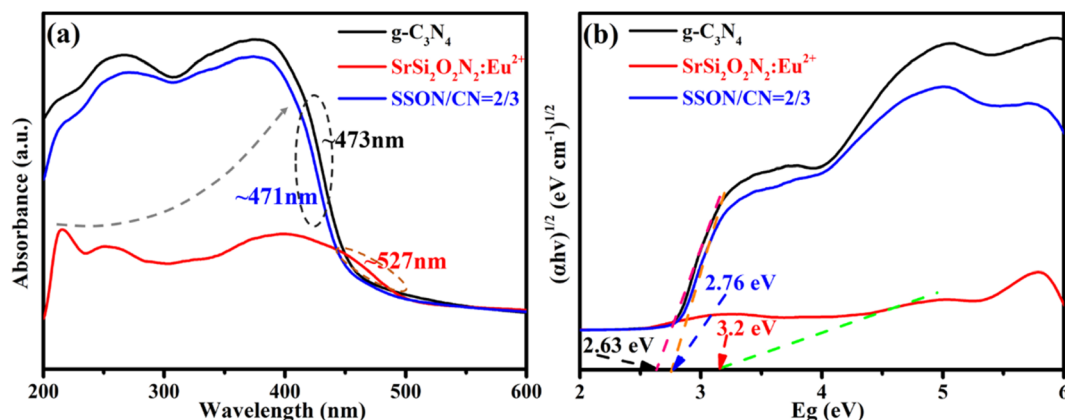 (a)
g-C₃N₄
SrSi₂O₂N₂:Eu²⁺
SSON/CN=2/3
~473nm
~471nm
~527nm
Absorbance (a.u.)
200 300 400 500 600
Wavelength (nm)
(b)
g-C₃N₄
SrSi₂O₂N₂:Eu²⁺
SSON/CN=2/3
2.76 eV
3.2 eV
2.63 eV
(αhv)¹/² (eV cm⁻¹)¹/²
2 3 4 5 6
Eg (eV)